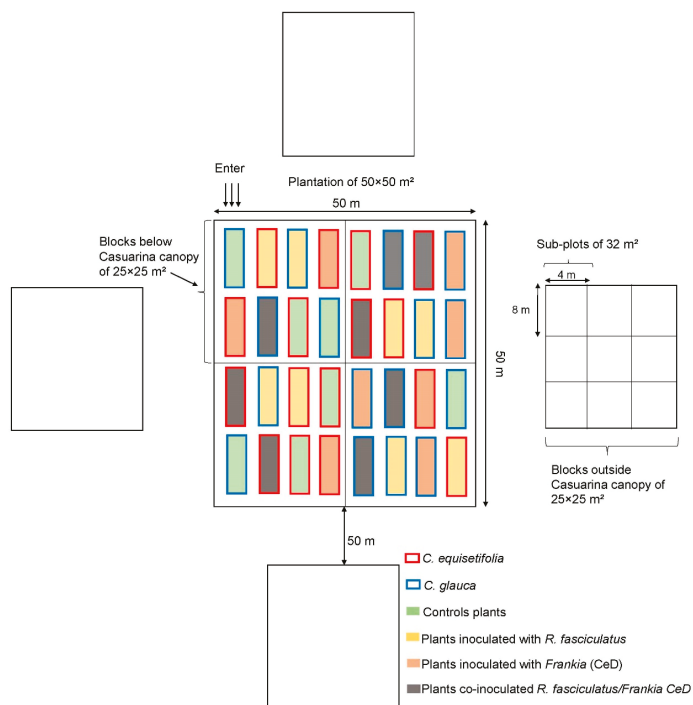 Enter
Plantation of 50×50 m²
50 m
Blocks below
Casuarina canopy
of 25×25 m²
Sub-plots of 32 m²
4 m
8 m
50 m
Blocks outside
Casuarina canopy of
25×25 m²
50 m
C. equisetifolia
C. glauca
Controls plants
Plants inoculated with R. fasciculatus
Plants inoculated with Frankia (CeD)
Plants co-inoculated R. fasciculatus/Frankia CeD